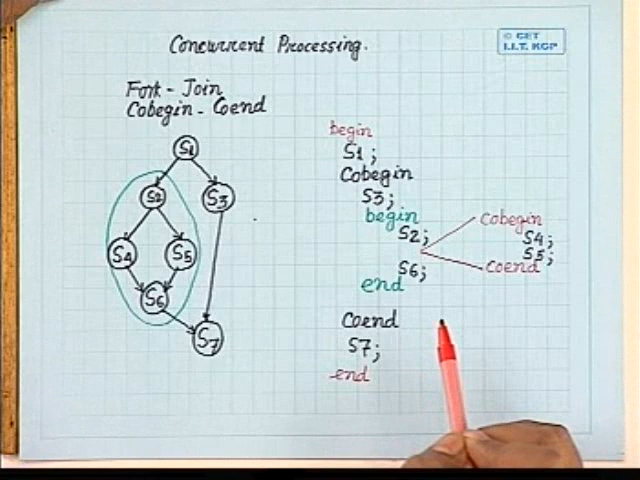 Concurrent Processing.
© CET
I.I.T. KGP
Fork - Join
Cobegin - Coend
S1
S2
S3
S4
S5
S6
S7
begin
S1;
Cobegin
S3;
begin
S2;
Cobegin
S4;
S5;
Coend
S6;
end
Coend
S7;
end